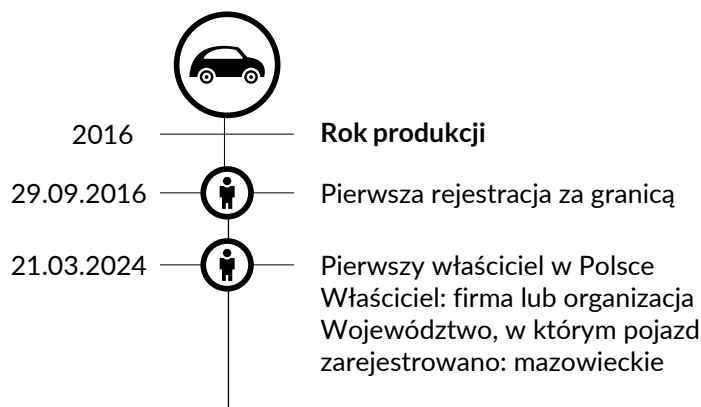 2016 Rok produkcji
29.09.2016 Pierwsza rejestracja za granicą
21.03.2024 Pierwszy właściciel w Polsce
Właściciel: firma lub organizacja
Województwo, w którym pojazd
zarejestrowano: mazowieckie